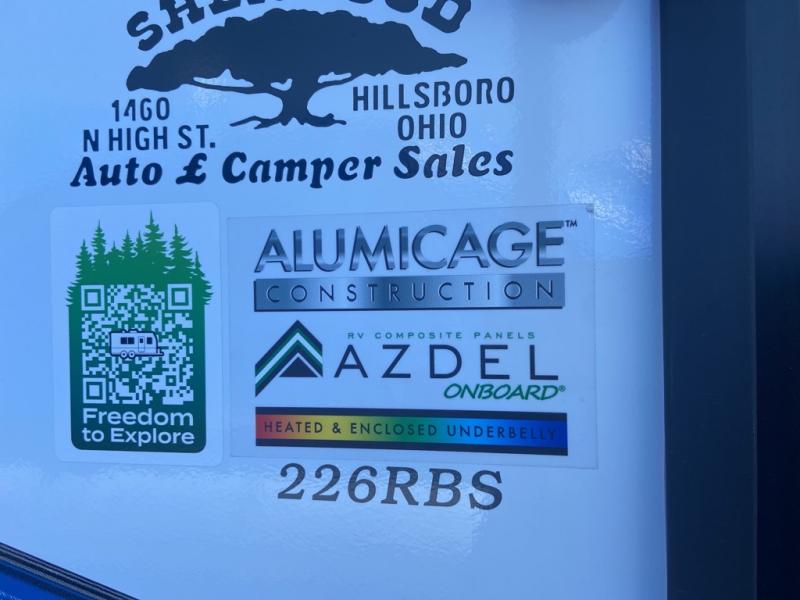 1460
N HIGH ST.
HILLSBORO
OHIO
Auto & Camper Sales
ALUMICAGE™
CONSTRUCTION
RV COMPOSITE PANELS
AZDEL
ONBOARD®
HEATED & ENCLOSED UNDERBELLY
Freedom
to Explore
226RBS